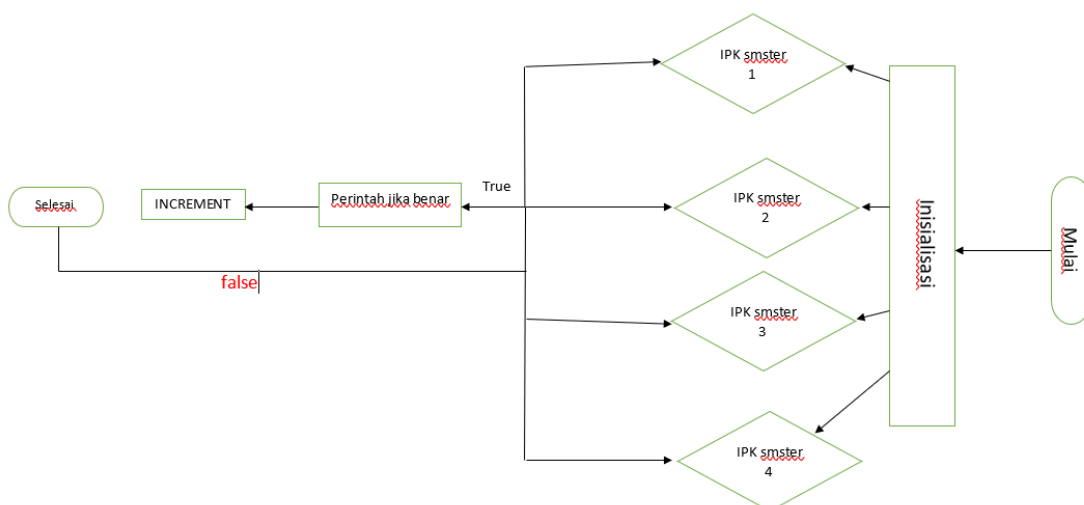 IPK smster
1
True
Selesai
INCREMENT
Perintah jika benar
IPK smster
2
Inisialisasi
Mulai
false
IPK smster
3
IPK smster
4